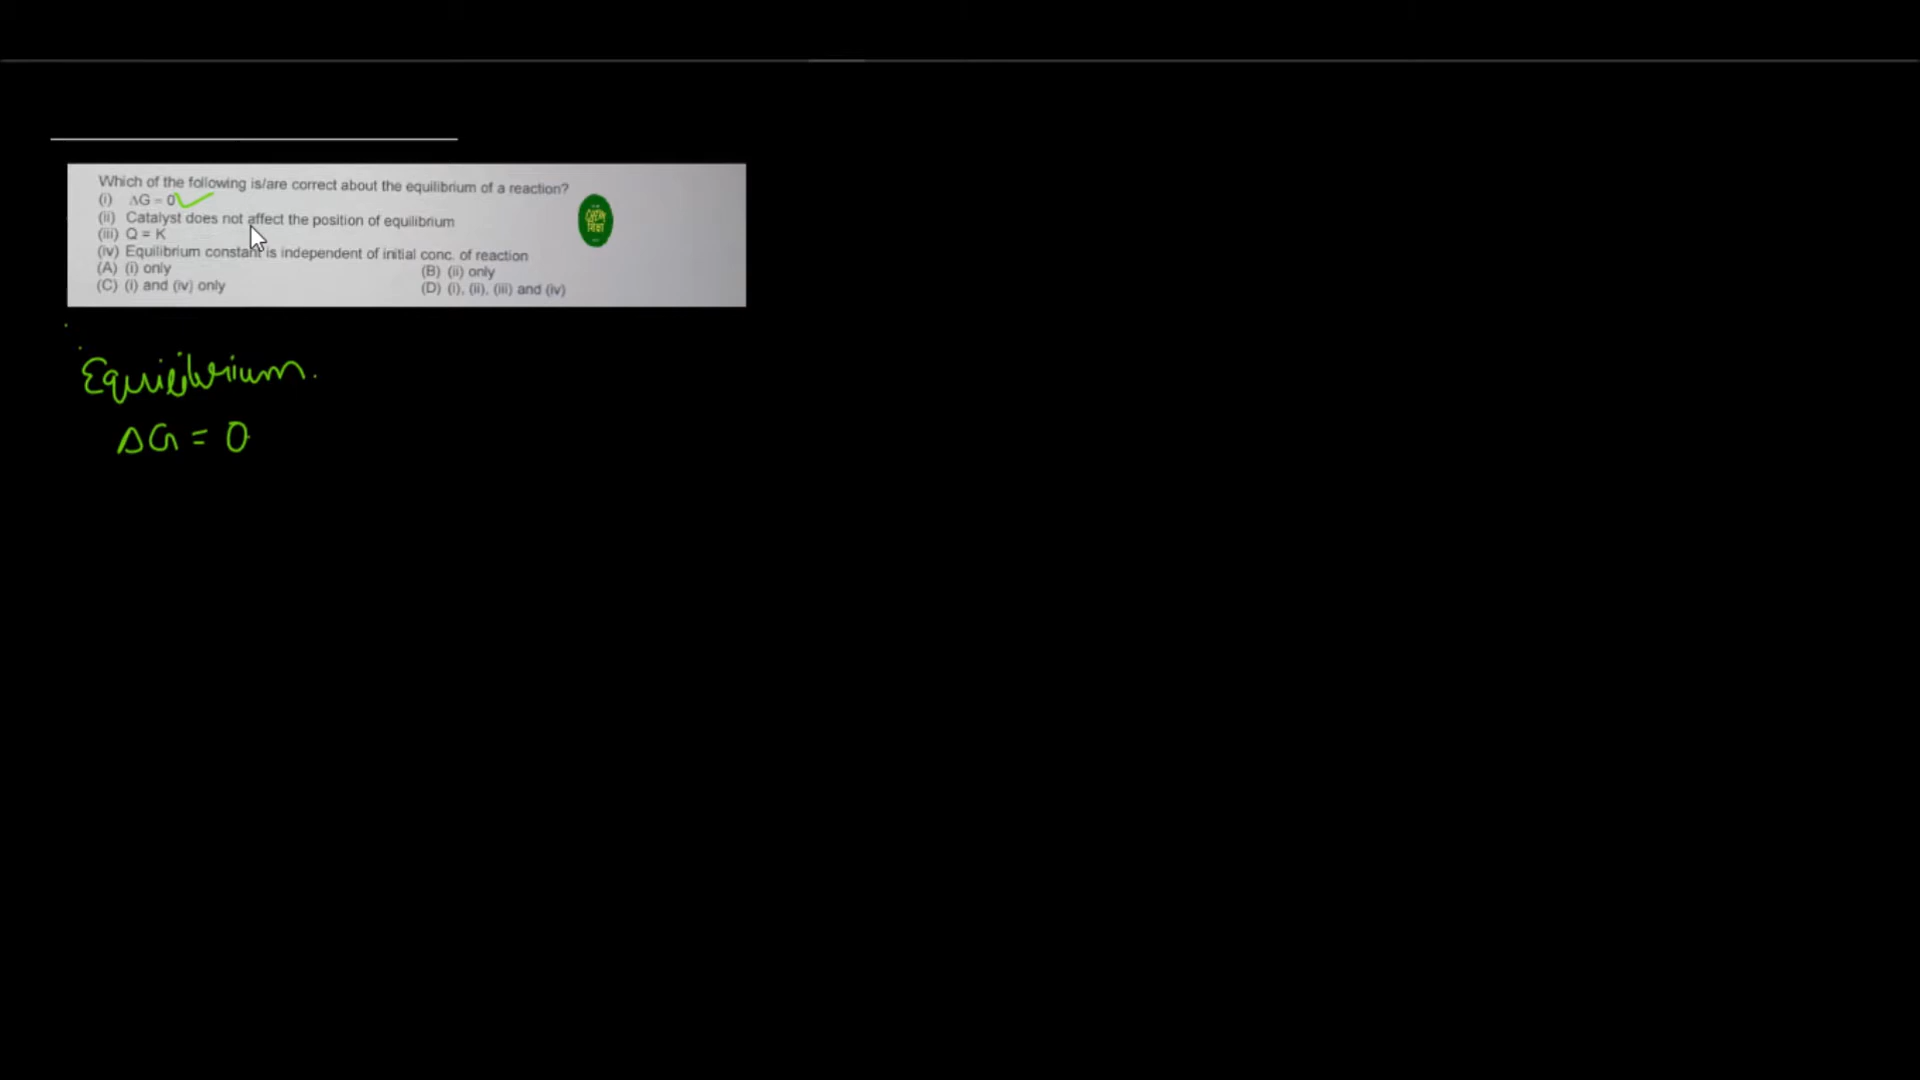 Which of the following is/are correct about the equilibrium of a reaction?
(i) ΔG = 0
(ii) Catalyst does not affect the position of equilibrium
(iii) Q = K
(iv) Equilibrium constant is independent of initial conc. of reaction
(A) (i) only (B) (ii) only
(C) (i) and (iv) only (D) (i), (ii), (iii) and (iv)
Equilibrium.
ΔG = 0